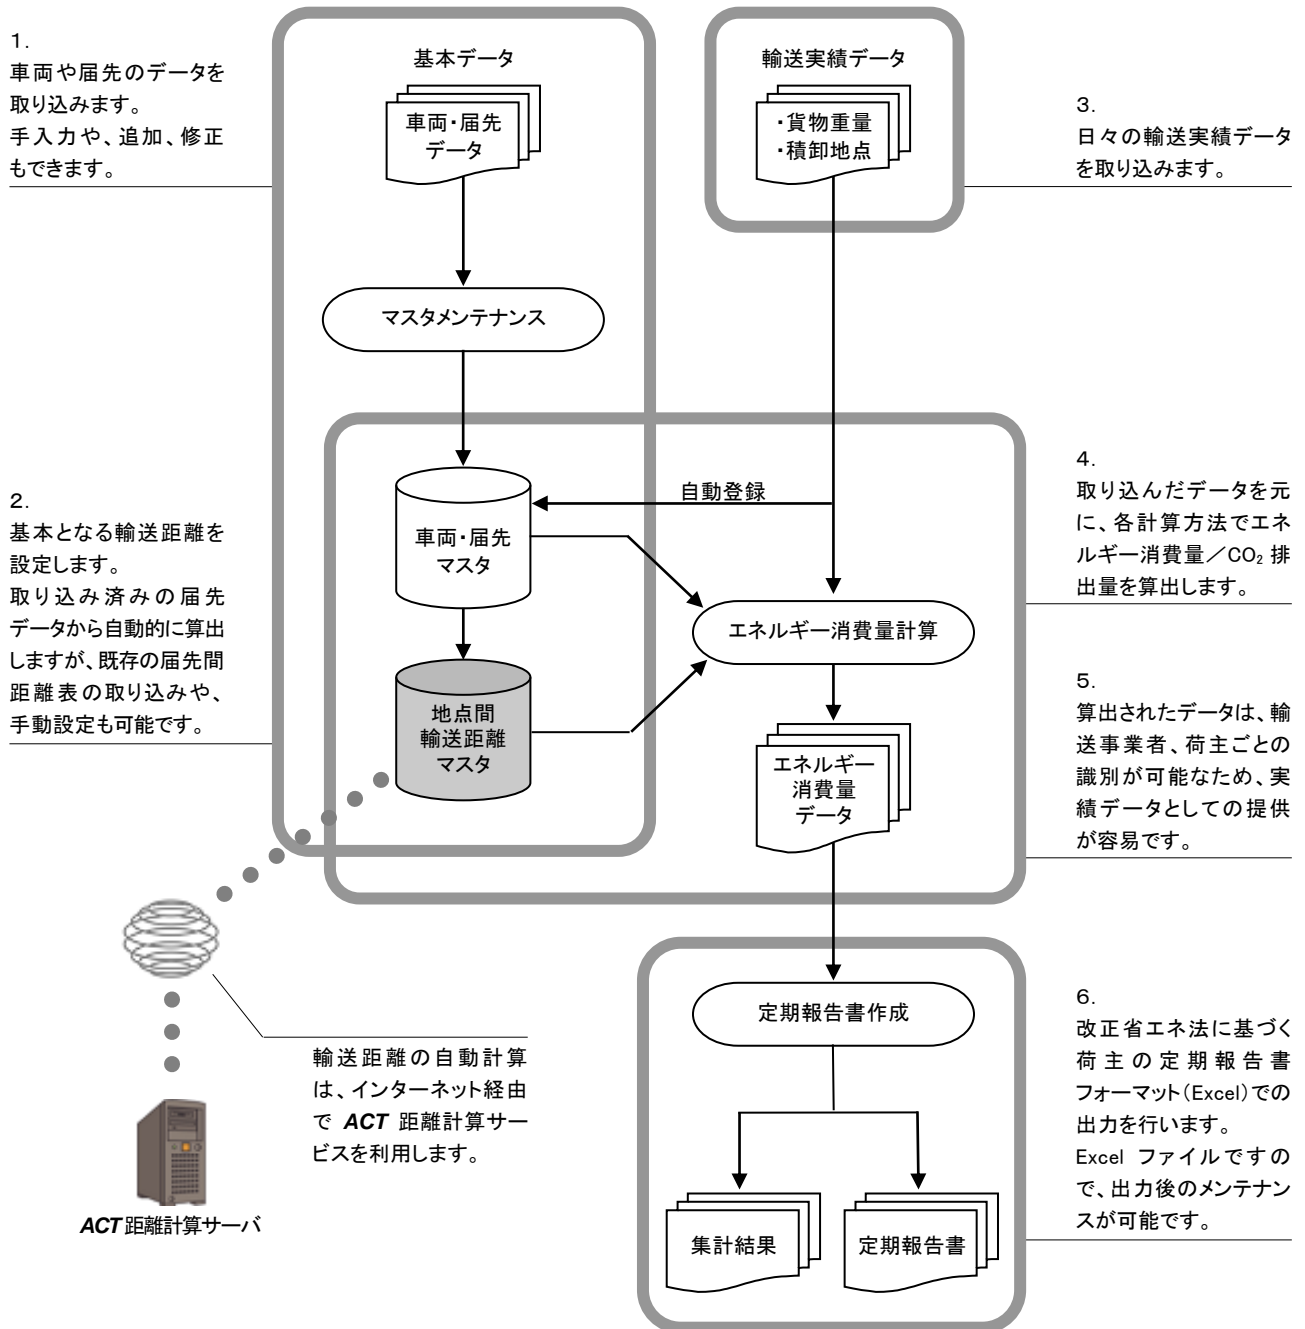 1.
車両や届先のデータを
取り込みます。
手入力や、追加、修正
もできます。
基本データ
車両・届先
データ
マスタメンテナンス
輸送実績データ
・貨物重量
・積卸地点
3.
日々の輸送実績データ
を取り込みます。
2.
基本となる輸送距離を
設定します。
取り込み済みの届先
データから自動的に算出
しますが、既存の届先間
距離表の取り込みや、
手動設定も可能です。
自動登録
車両・届先
マスタ
地点間
輸送距離
マスタ
エネルギー消費量計算
エネルギー
消費量
データ
4.
取り込んだデータを元
に、各計算方法でエネ
ルギー消費量／CO₂ 排
出量を算出します。
5.
算出されたデータは、輸
送事業者、荷主ごとの
識別が可能なため、実
績データとしての提供
が容易です。
輸送距離の自動計算
は、インターネット経由
で ACT 距離計算サー
ビスを利用します。
ACT 距離計算サーバ
定期報告書作成
集計結果
定期報告書
6.
改正省エネ法に基づく
荷主の定期報告書
フォーマット(Excel)での
出力を行います。
Excel ファイルですの
で、出力後のメンテナン
スが可能です。